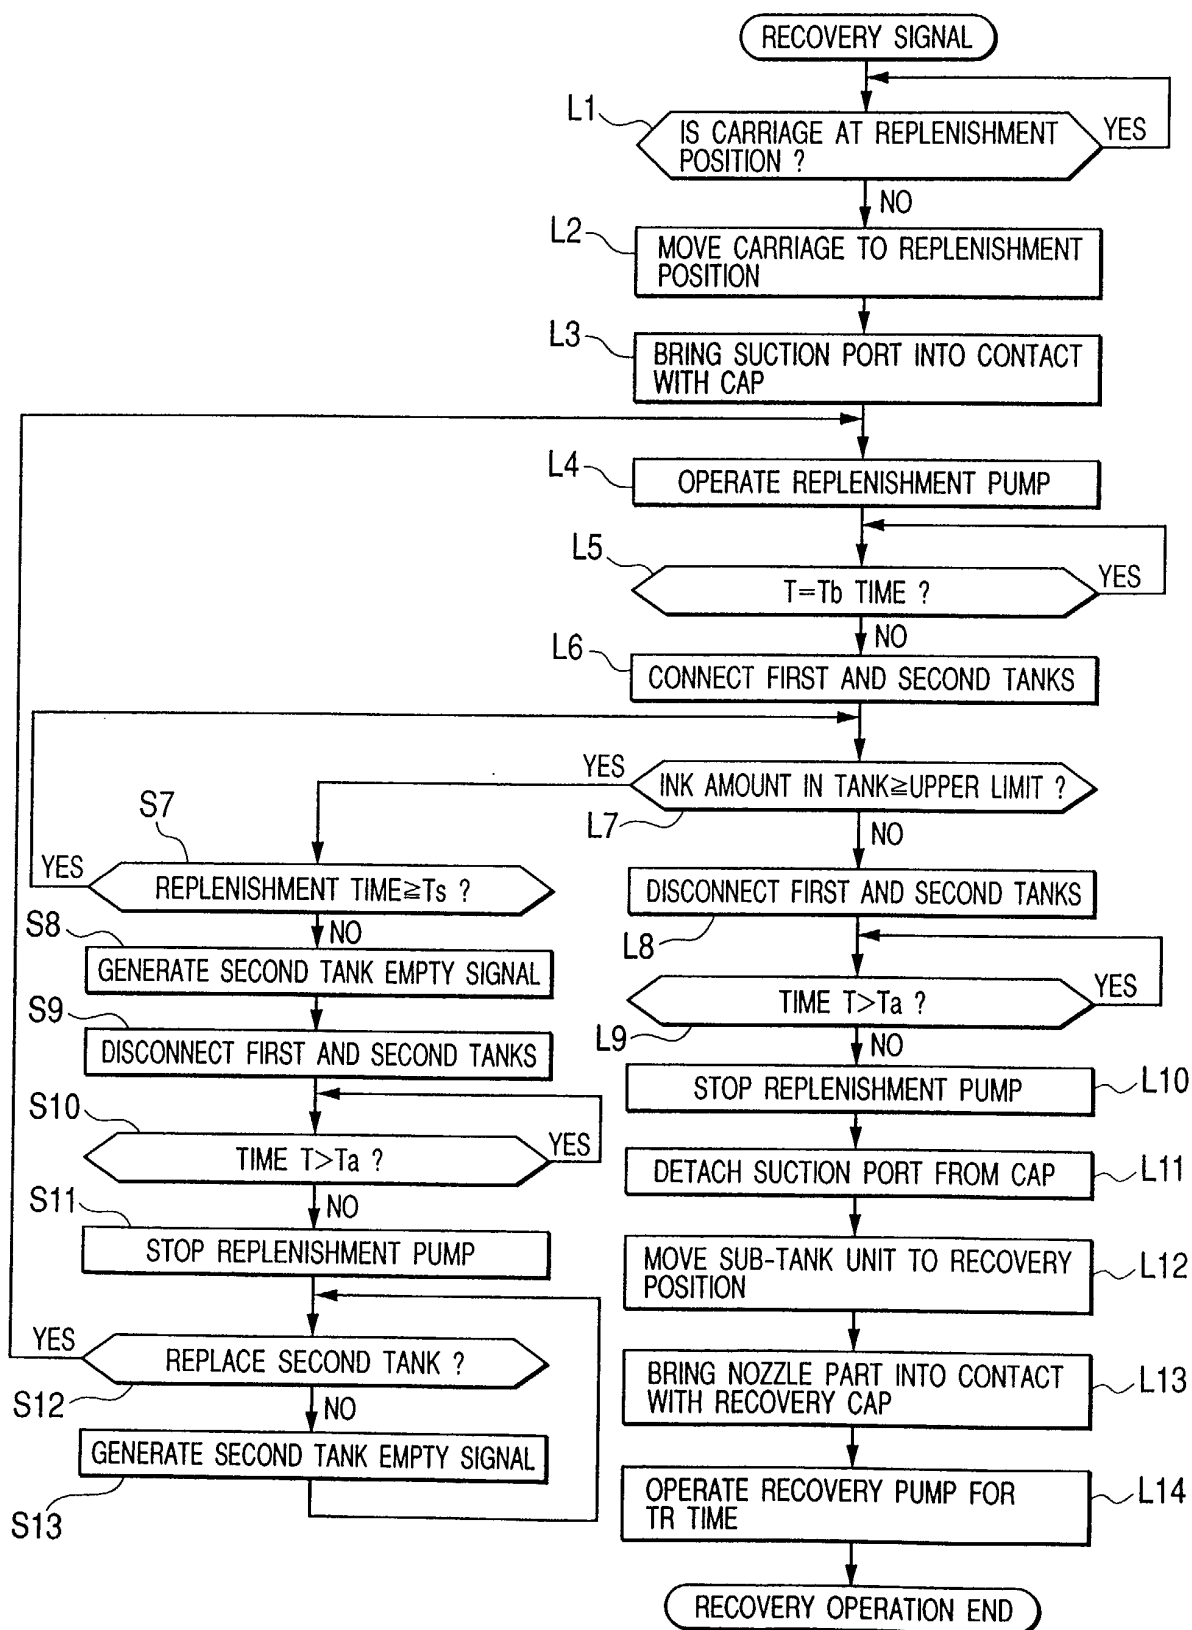 RECOVERY SIGNAL
L1
IS CARRIAGE AT REPLENISHMENT
POSITION ?
YES
NO
L2
MOVE CARRIAGE TO REPLENISHMENT
POSITION
L3
BRING SUCTION PORT INTO CONTACT
WITH CAP
L4
OPERATE REPLENISHMENT PUMP
L5
T=Tb TIME ?
YES
NO
L6
CONNECT FIRST AND SECOND TANKS
YES
INK AMOUNT IN TANK≧UPPER LIMIT ?
L7
NO
S7
YES
REPLENISHMENT TIME≧Ts ?
NO
S8
GENERATE SECOND TANK EMPTY SIGNAL
S9
DISCONNECT FIRST AND SECOND TANKS
S10
TIME T>Ta ?
YES
NO
S11
STOP REPLENISHMENT PUMP
YES
REPLACE SECOND TANK ?
S12
NO
GENERATE SECOND TANK EMPTY SIGNAL
S13
DISCONNECT FIRST AND SECOND TANKS
L8
TIME T>Ta ?
YES
L9
NO
STOP REPLENISHMENT PUMP
L10
DETACH SUCTION PORT FROM CAP
L11
MOVE SUB-TANK UNIT TO RECOVERY
POSITION
L12
BRING NOZZLE PART INTO CONTACT
WITH RECOVERY CAP
L13
OPERATE RECOVERY PUMP FOR
TR TIME
L14
RECOVERY OPERATION END